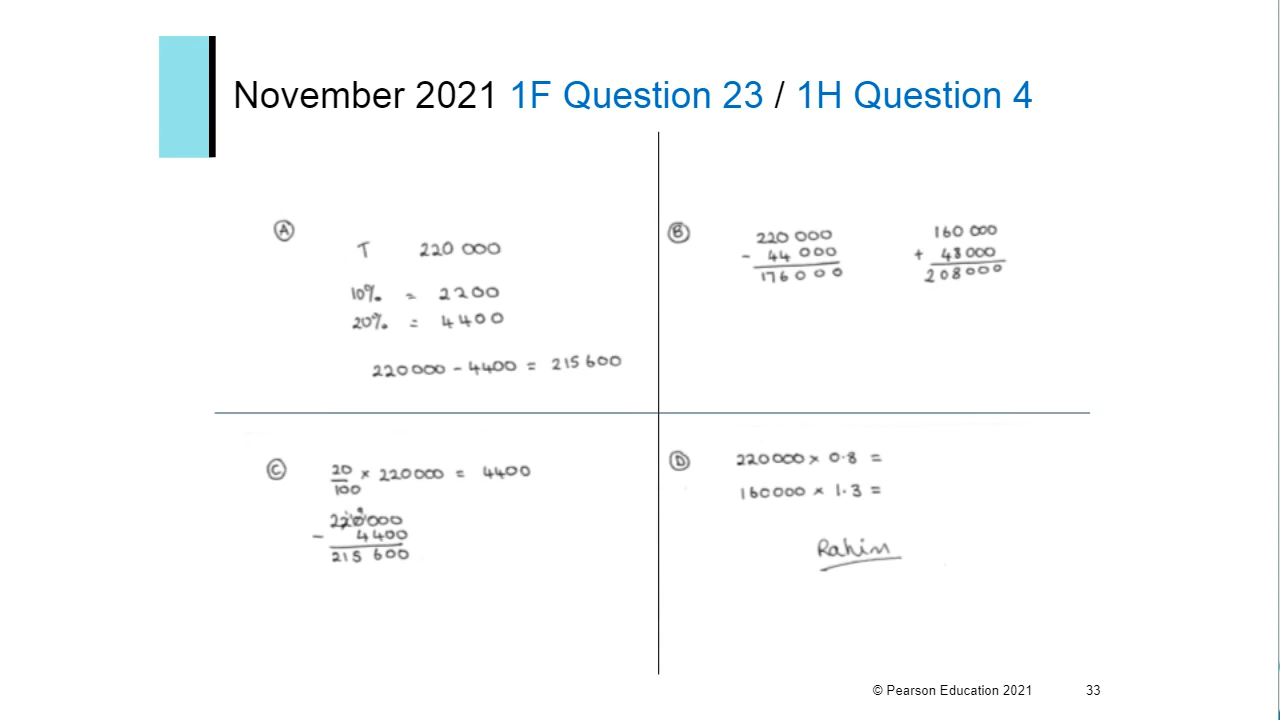 November 2021 1F Question 23 / 1H Question 4
Ⓐ
T 220 000
10% = 2200
20% = 4400
220000 - 4400 = 215 600
Ⓑ
220 000
- 44 000
176000
160 000
+ 48000
208000
Ⓒ
20/100 × 220000 = 4400
220000
- 4400
215 600
Ⓓ
220000 × 0.8 =
160000 × 1.3 =
Rahim
© Pearson Education 2021 33